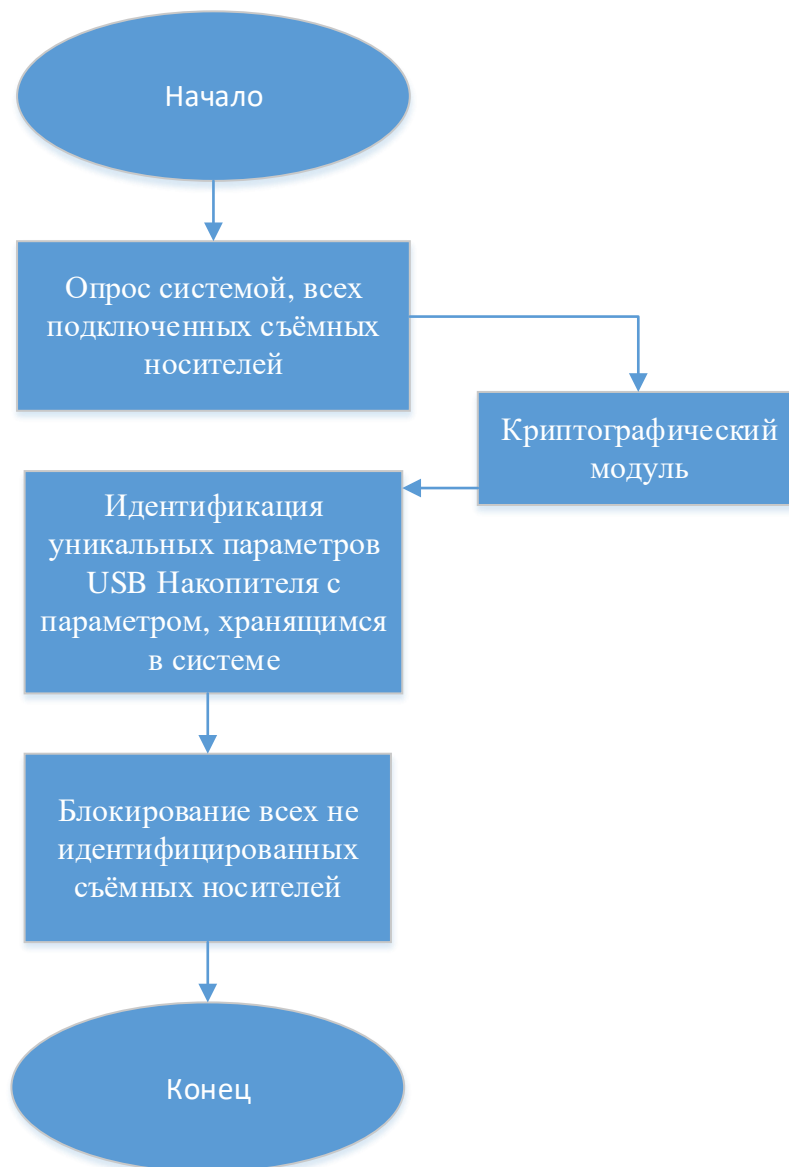 Начало
Опрос системой, всех
подключенных съёмных
носителей
Криптографический
модуль
Идентификация
уникальных параметров
USB Накопителя с
параметром, хранящимся
в системе
Блокирование всех не
идентифицированных
съёмных носителей
Конец